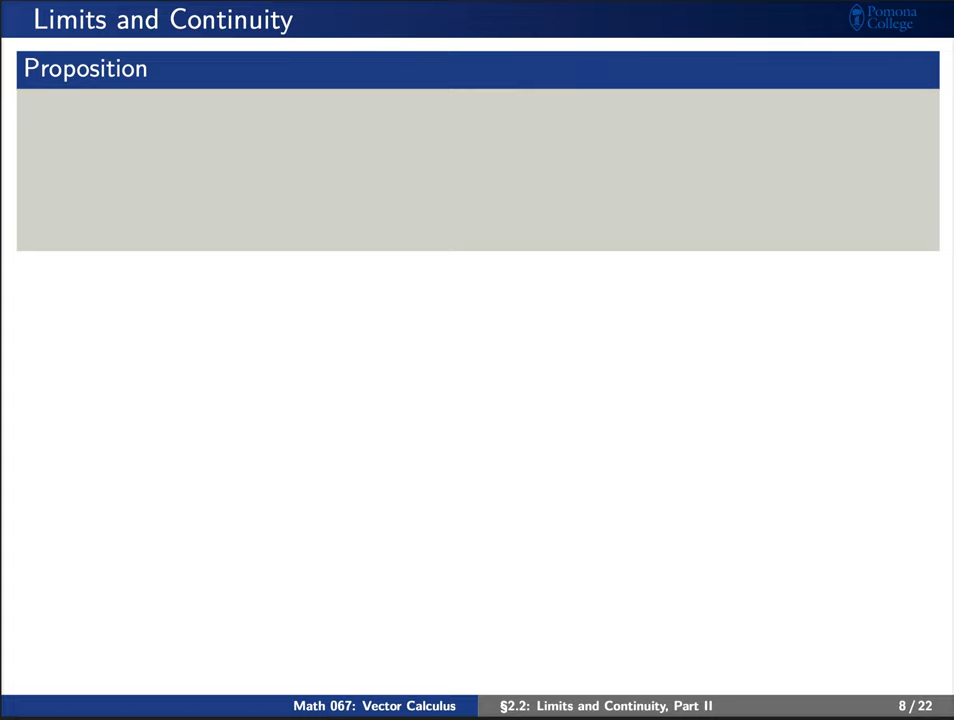 Limits and Continuity
Pomona
College
Proposition
Math 067: Vector Calculus
§2.2: Limits and Continuity, Part II
8 / 22